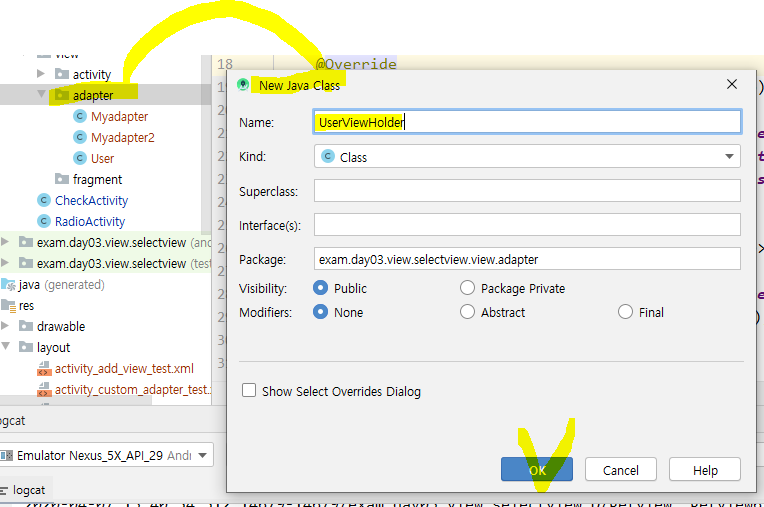 view
activity
adapter
Myadapter
Myadapter2
User
fragment
CheckActivity
RadioActivity
exam.day03.view.selectview (and
exam.day03.view.selectview (test
java (generated)
res
drawable
layout
activity_add_view_test.xml
activity_custom_adapter_test.
18 @Override
New Java Class
Name: UserViewHolder
Kind: Class
Superclass:
Interface(s):
Package: exam.day03.view.selectview.view.adapter
Visibility: Public Package Private
Modifiers: None Abstract Final
Show Select Overrides Dialog
OK Cancel Help
ogcat
Emulator Nexus_5X_API_29 Andr
logcat